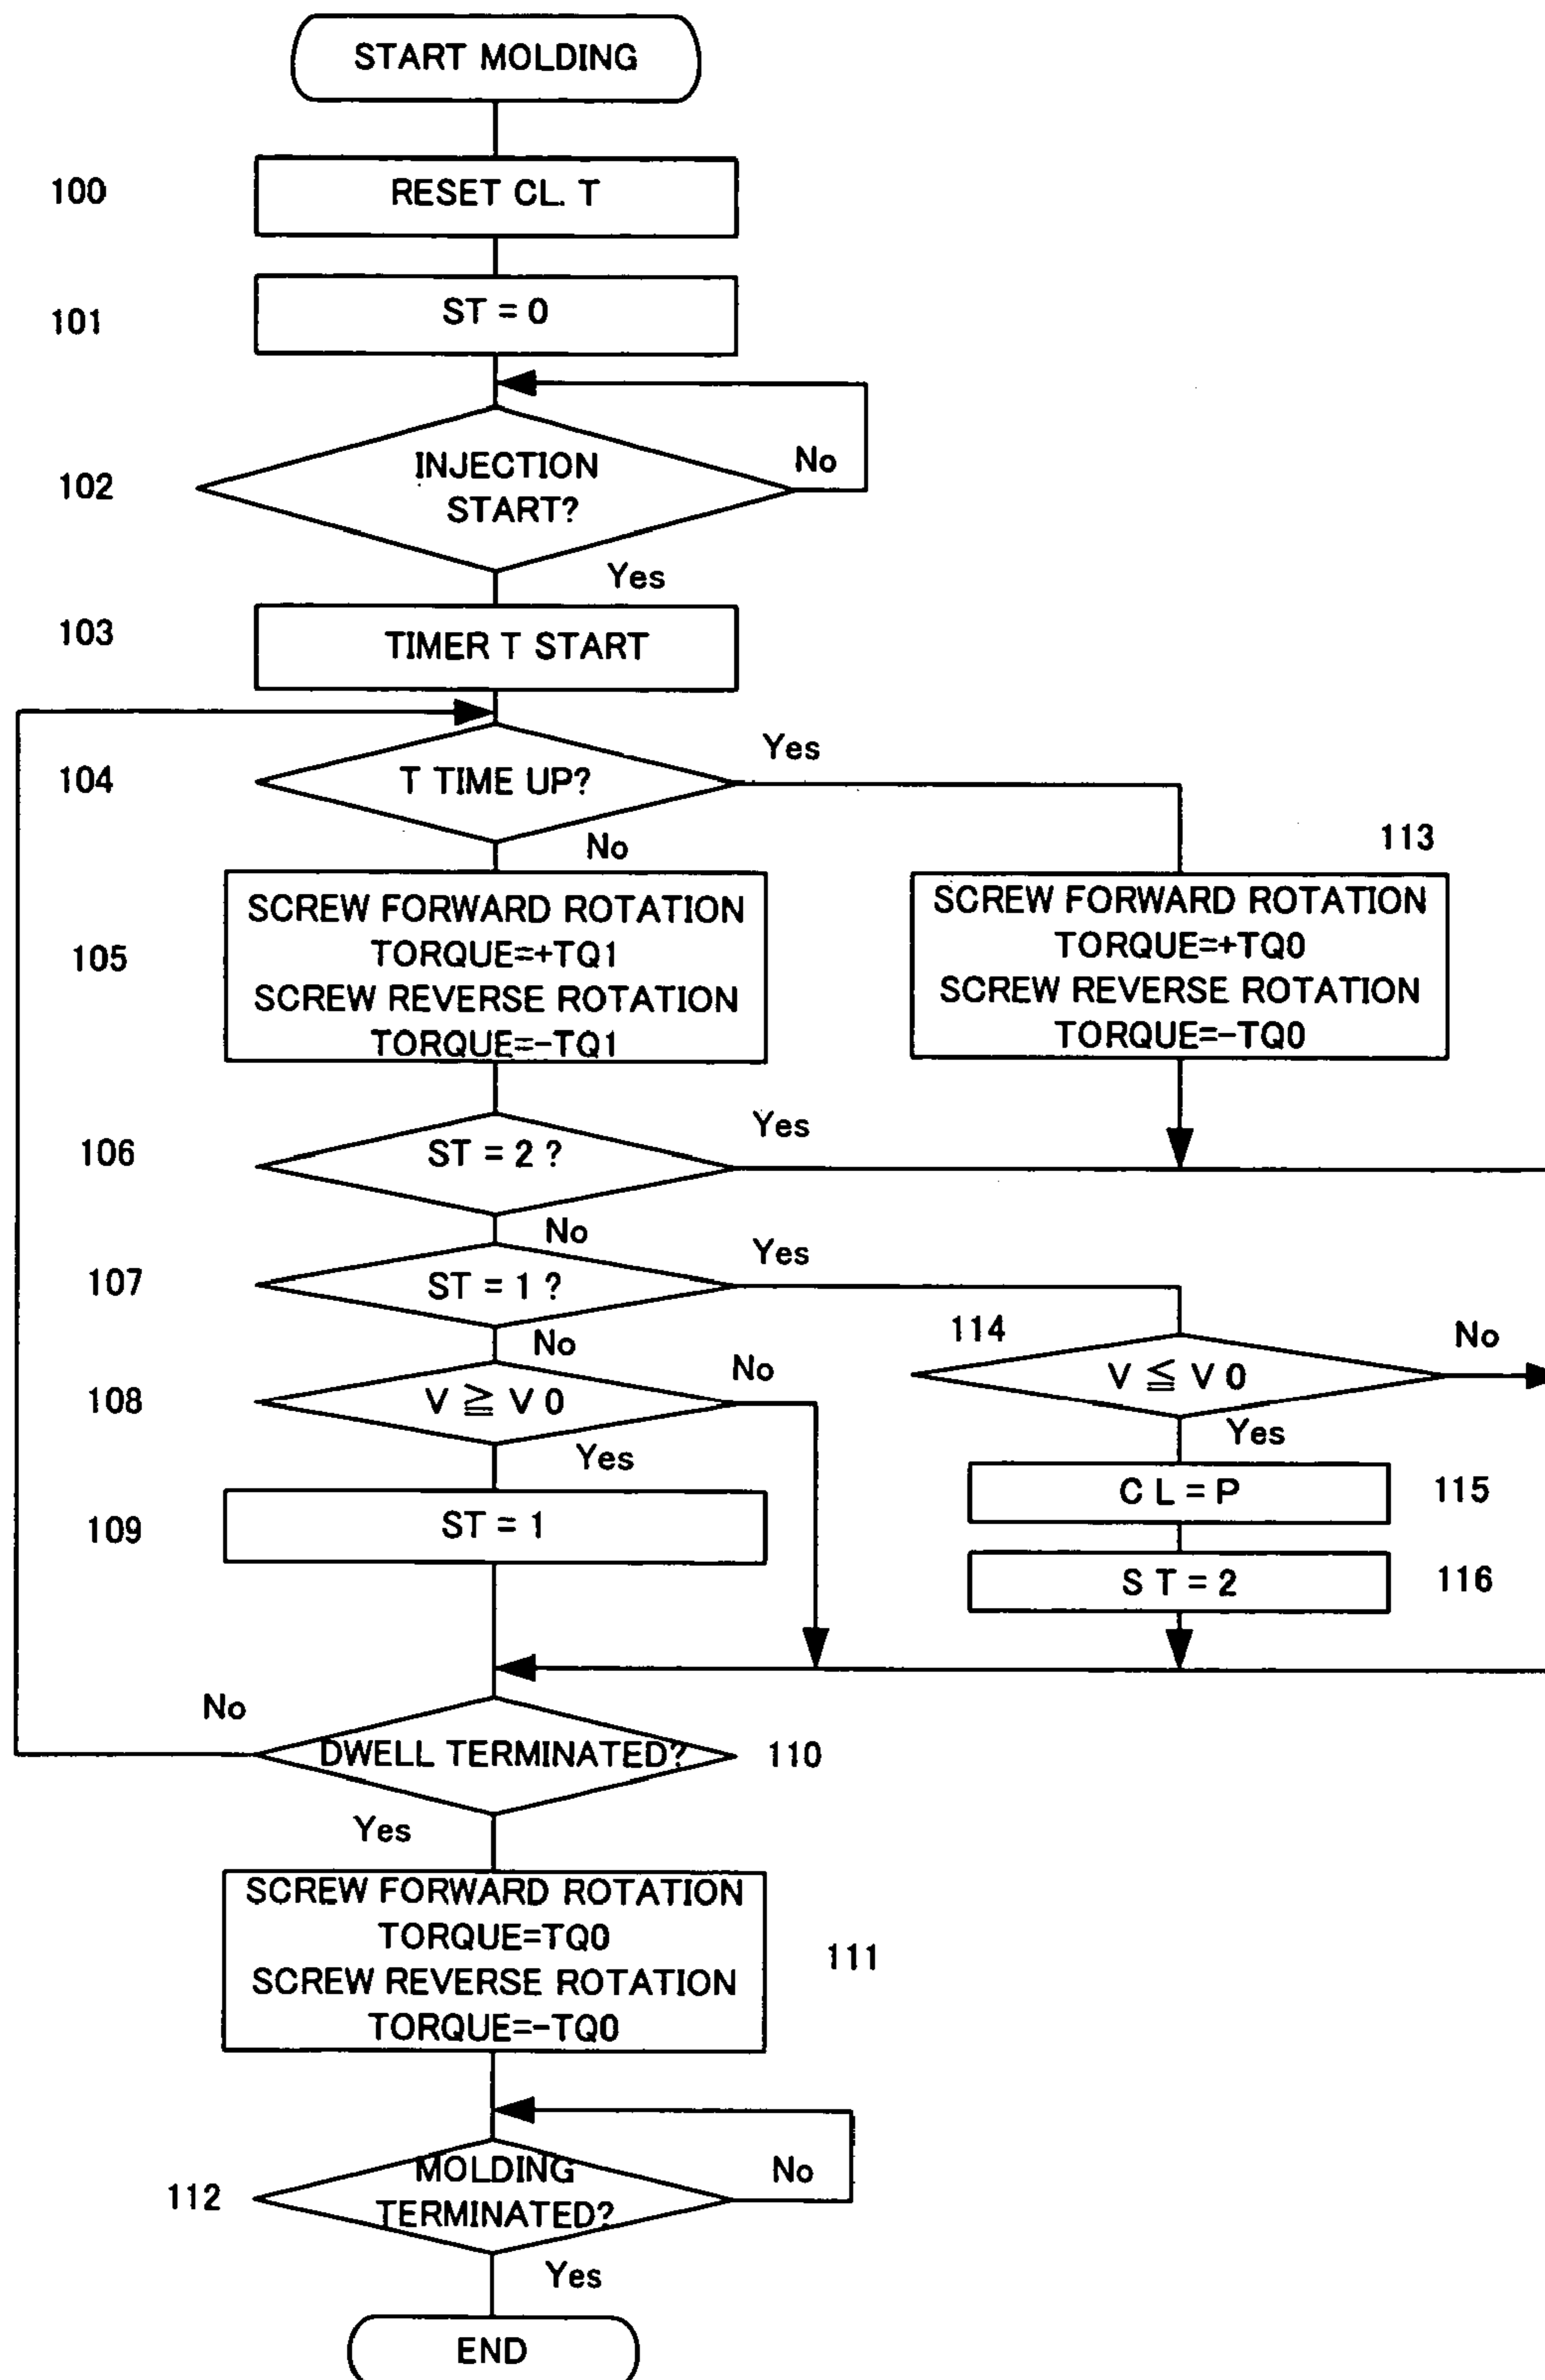 START MOLDING
100
RESET CL. T
101
ST = 0
102
INJECTION
START?
No
Yes
103
TIMER T START
104
T TIME UP?
Yes
No
105
SCREW FORWARD ROTATION
TORQUE=+TQ1
SCREW REVERSE ROTATION
TORQUE=-TQ1
113
SCREW FORWARD ROTATION
TORQUE=+TQ0
SCREW REVERSE ROTATION
TORQUE=-TQ0
106
ST = 2 ?
Yes
No
107
ST = 1 ?
Yes
No
114
V ≦ V 0
No
Yes
108
V ≧ V 0
No
Yes
115
C L = P
109
ST = 1
116
S T = 2
No
DWELL TERMINATED?
110
Yes
SCREW FORWARD ROTATION
TORQUE=TQ0
SCREW REVERSE ROTATION
TORQUE=-TQ0
111
112
MOLDING
TERMINATED?
No
Yes
END